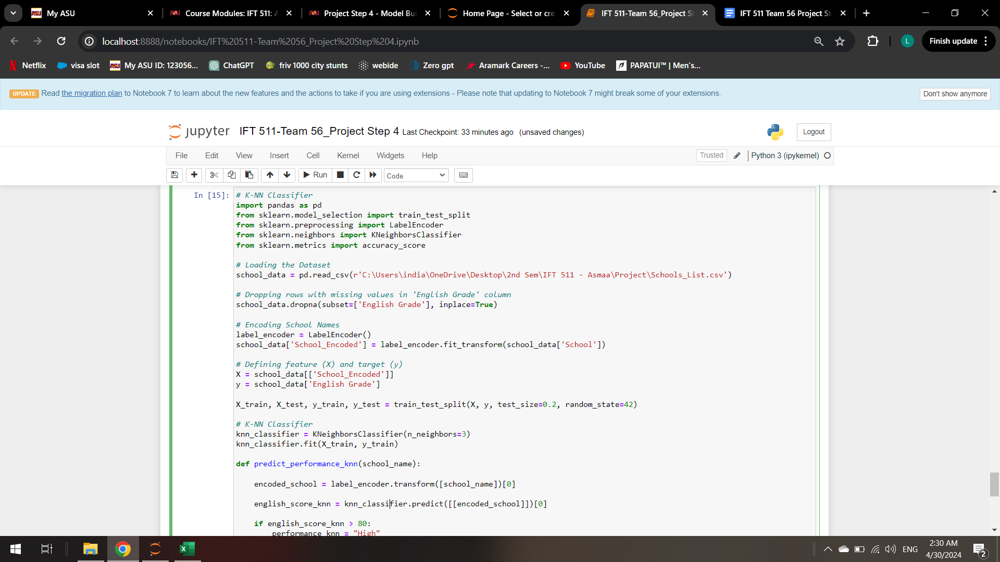 My ASU
Course Modules: IFT 511: A
Project Step 4 - Model Bui
Home Page - Select or cre
IFT 511-Team 56_Project St
IFT 511 Team 56 Project St
localhost:8888/notebooks/IFT%20511-Team%2056_Project%20Step%204.ipynb
L
Finish update
Netflix
visa slot
My ASU ID: 123056...
ChatGPT
friv 1000 city stunts
webide
Zero gpt
Aramark Careers -...
YouTube
PAPATUI™ | Men's...
UPDATE Read the migration plan to Notebook 7 to learn about the new features and the actions to take if you are using extensions - Please note that updating to Notebook 7 might break some of your extensions.
Don't show anymore
jupyter IFT 511-Team 56_Project Step 4 Last Checkpoint: 33 minutes ago (unsaved changes)
Logout
File Edit View Insert Cell Kernel Widgets Help
Trusted
Python 3 (ipykernel)
Run
Code
In [15]: # K-NN Classifier
import pandas as pd
from sklearn.model_selection import train_test_split
from sklearn.preprocessing import LabelEncoder
from sklearn.neighbors import KNeighborsClassifier
from sklearn.metrics import accuracy_score
# Loading the Dataset
school_data = pd.read_csv(r'C:\Users\india\OneDrive\Desktop\2nd Sem\IFT 511 - Asmaa\Project\Schools_List.csv')
# Dropping rows with missing values in 'English Grade' column
school_data.dropna(subset=['English Grade'], inplace=True)
# Encoding School Names
label_encoder = LabelEncoder()
school_data['School_Encoded'] = label_encoder.fit_transform(school_data['School'])
# Defining feature (X) and target (y)
X = school_data[['School_Encoded']]
y = school_data['English Grade']
X_train, X_test, y_train, y_test = train_test_split(X, y, test_size=0.2, random_state=42)
# K-NN Classifier
knn_classifier = KNeighborsClassifier(n_neighbors=3)
knn_classifier.fit(X_train, y_train)
def predict_performance_knn(school_name):
encoded_school = label_encoder.transform([school_name])[0]
english_score_knn = knn_classifier.predict([[encoded_school]])[0]
if english_score_knn > 80:
performance_knn = "High"
ENG
2:30 AM
4/30/2024
2